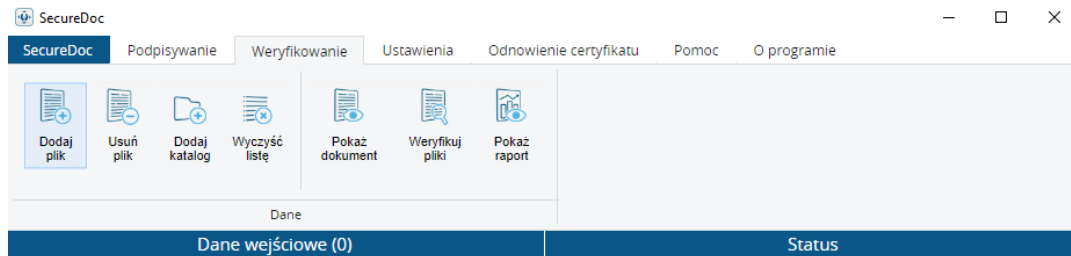 SecureDoc
SecureDoc Podpisywanie Weryfikowanie Ustawienia Odnowienie certyfikatu Pomoc O programie
Dodaj Usuń Dodaj Wyczyść Pokaż Weryfikuj Pokaż
plik plik katalog listę dokument pliki raport
Dane
Dane wejściowe (0) Status